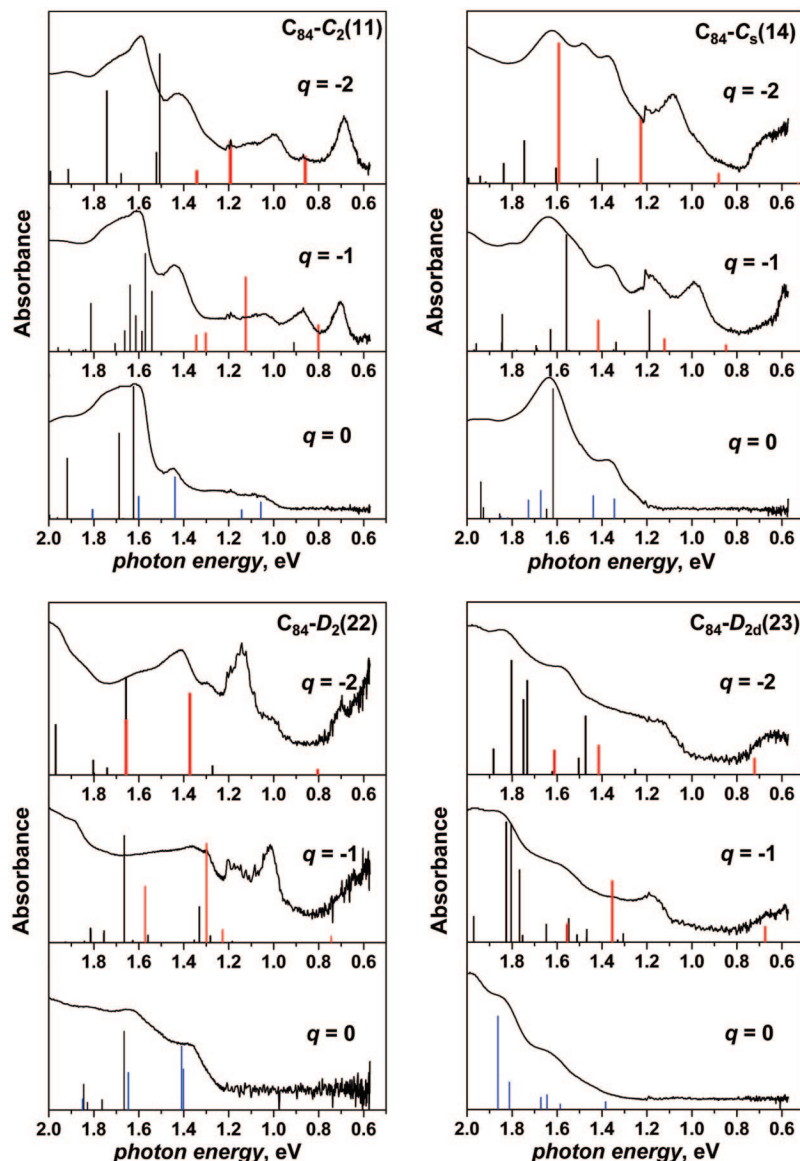 C84-C2(11)
q = -2
1.8 1.6 1.4 1.2 1.0 0.8 0.6
Absorbance
q = -1
1.8 1.6 1.4 1.2 1.0 0.8 0.6
q = 0
2.0 1.8 1.6 1.4 1.2 1.0 0.8 0.6
photon energy, eV
C84-Cs(14)
q = -2
1.8 1.6 1.4 1.2 1.0 0.8 0.6
Absorbance
q = -1
1.8 1.6 1.4 1.2 1.0 0.8 0.6
q = 0
2.0 1.8 1.6 1.4 1.2 1.0 0.8 0.6
photon energy, eV
C84-D2(22)
q = -2
1.8 1.6 1.4 1.2 1.0 0.8 0.6
Absorbance
q = -1
1.8 1.6 1.4 1.2 1.0 0.8 0.6
q = 0
2.0 1.8 1.6 1.4 1.2 1.0 0.8 0.6
photon energy, eV
C84-D2d(23)
q = -2
1.8 1.6 1.4 1.2 1.0 0.8 0.6
Absorbance
q = -1
1.8 1.6 1.4 1.2 1.0 0.8 0.6
q = 0
2.0 1.8 1.6 1.4 1.2 1.0 0.8 0.6
photon energy, eV